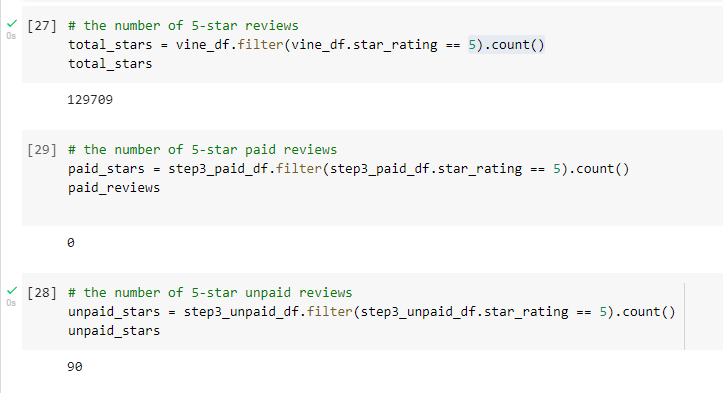 [27] # the number of 5-star reviews
0s total_stars = vine_df.filter(vine_df.star_rating == 5).count()
total_stars
129709
[29] # the number of 5-star paid reviews
paid_stars = step3_paid_df.filter(step3_paid_df.star_rating == 5).count()
paid_reviews
0
[28] # the number of 5-star unpaid reviews
0s unpaid_stars = step3_unpaid_df.filter(step3_unpaid_df.star_rating == 5).count()
unpaid_stars
90